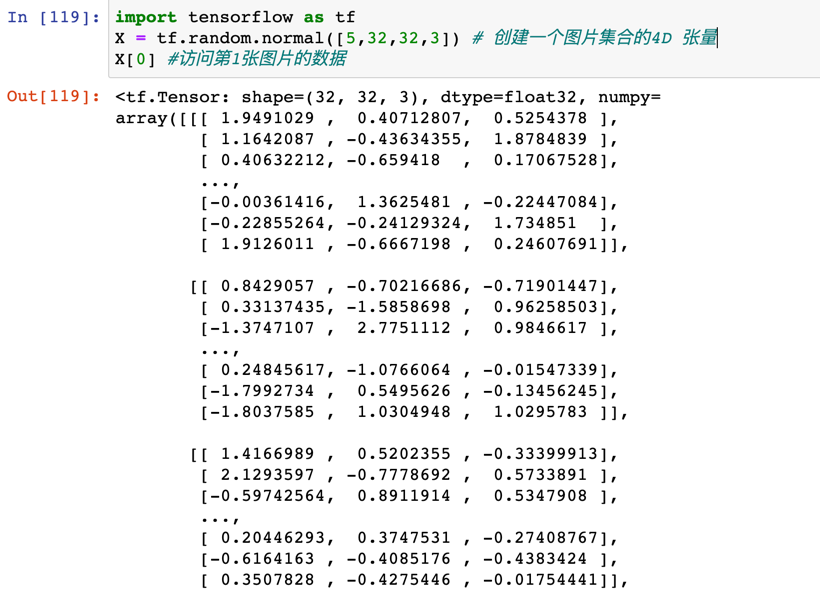 In [119]: import tensorflow as tf
X = tf.random.normal([5,32,32,3]) # 创建一个图片集合的4D 张量
X[0] #访问第1张图片的数据
Out[119]: <tf.Tensor: shape=(32, 32, 3), dtype=float32, numpy=
array([[[ 1.9491029 ,  0.40712807,  0.5254378 ],
[ 1.1642087 , -0.43634355,  1.8784839 ],
[ 0.40632212, -0.659418  ,  0.17067528],
...,
[-0.00361416,  1.3625481 , -0.22447084],
[-0.22855264, -0.24129324,  1.734851  ],
[ 1.9126011 , -0.6667198 ,  0.24607691]],
[[ 0.8429057 , -0.70216686, -0.71901447],
[ 0.33137435, -1.5858698 ,  0.96258503],
[-1.3747107 ,  2.7751112 ,  0.9846617 ],
...,
[ 0.24845617, -1.0766064 , -0.01547339],
[-1.7992734 ,  0.5495626 , -0.13456245],
[-1.8037585 ,  1.0304948 ,  1.0295783 ]],
[[ 1.4166989 ,  0.5202355 , -0.33399913],
[ 2.1293597 , -0.7778692 ,  0.5733891 ],
[-0.59742564,  0.8911914 ,  0.5347908 ],
...,
[ 0.20446293,  0.3747531 , -0.27408767],
[-0.6164163 , -0.4085176 , -0.4383424 ],
[ 0.3507828 , -0.4275446 , -0.01754441]],